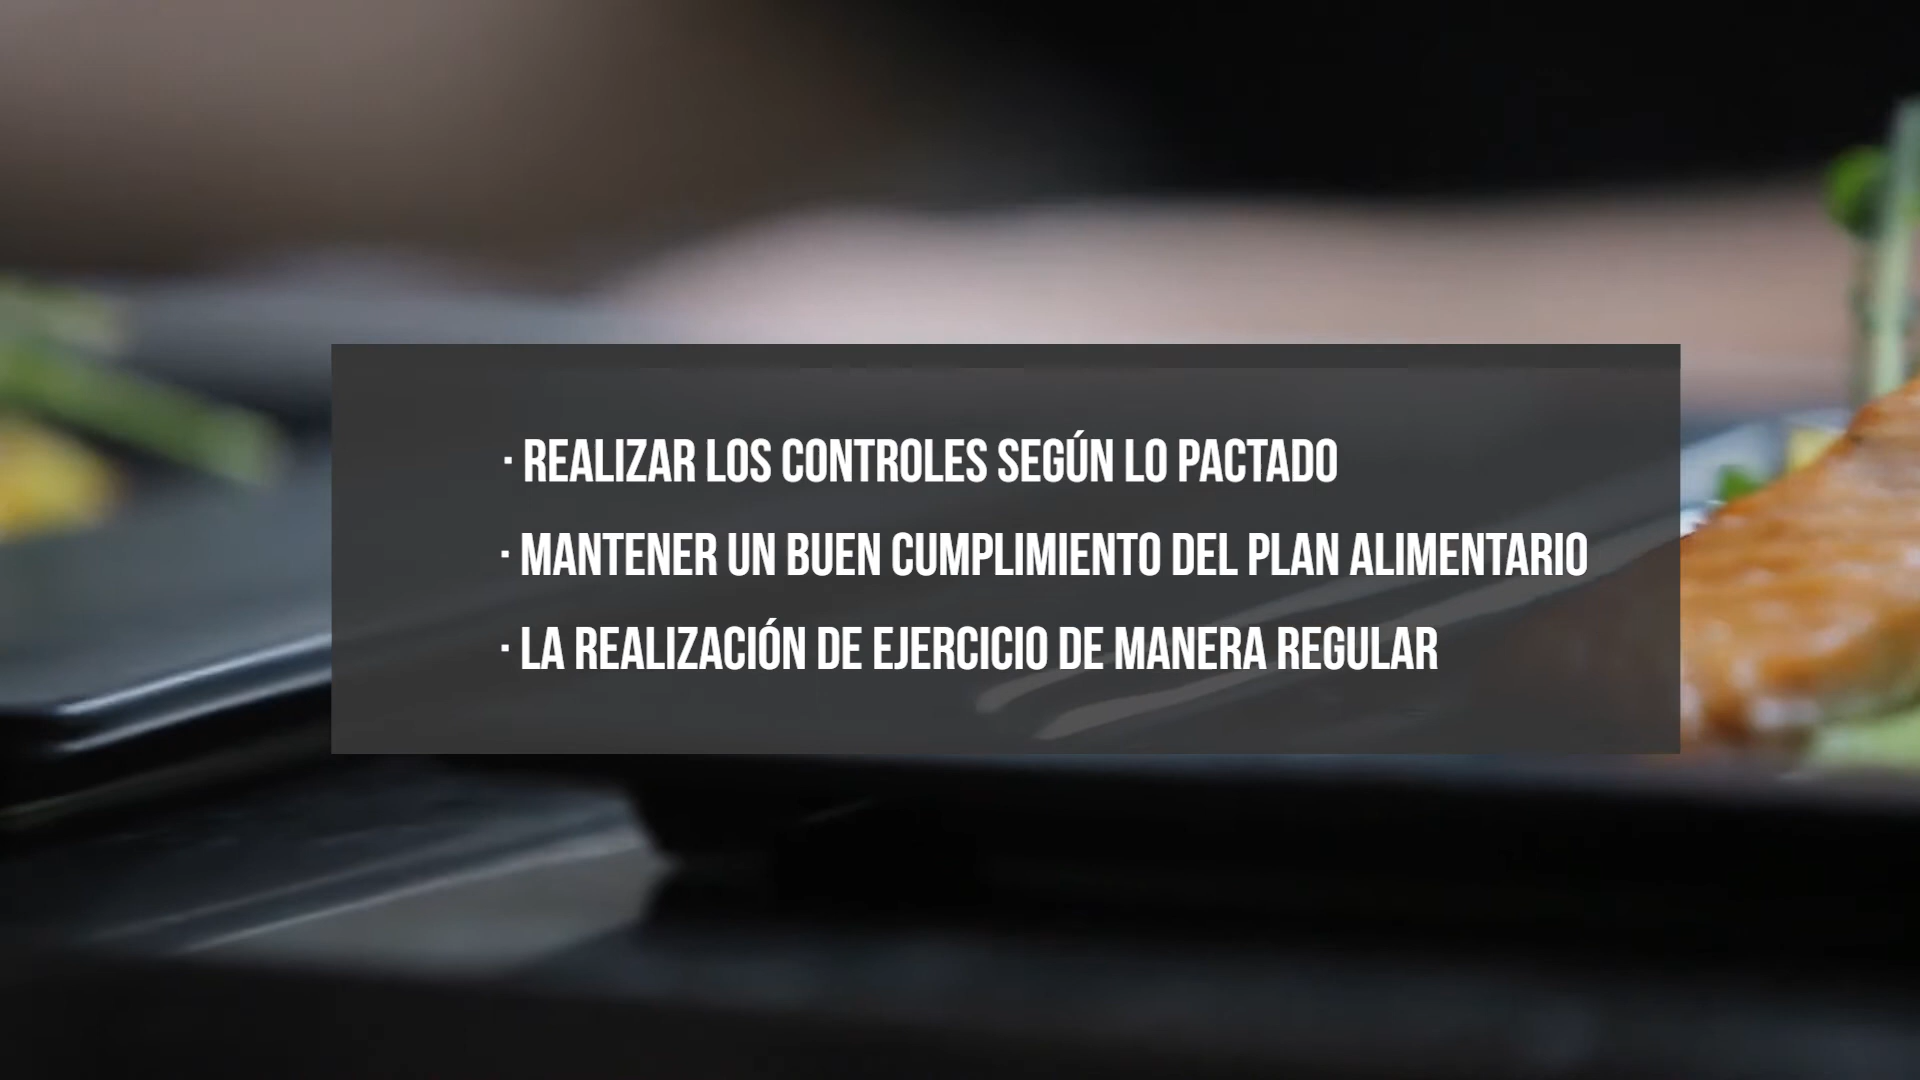 · REALIZAR LOS CONTROLES SEGÚN LO PACTADO
· MANTENER UN BUEN CUMPLIMIENTO DEL PLAN ALIMENTARIO
· LA REALIZACIÓN DE EJERCICIO DE MANERA REGULAR